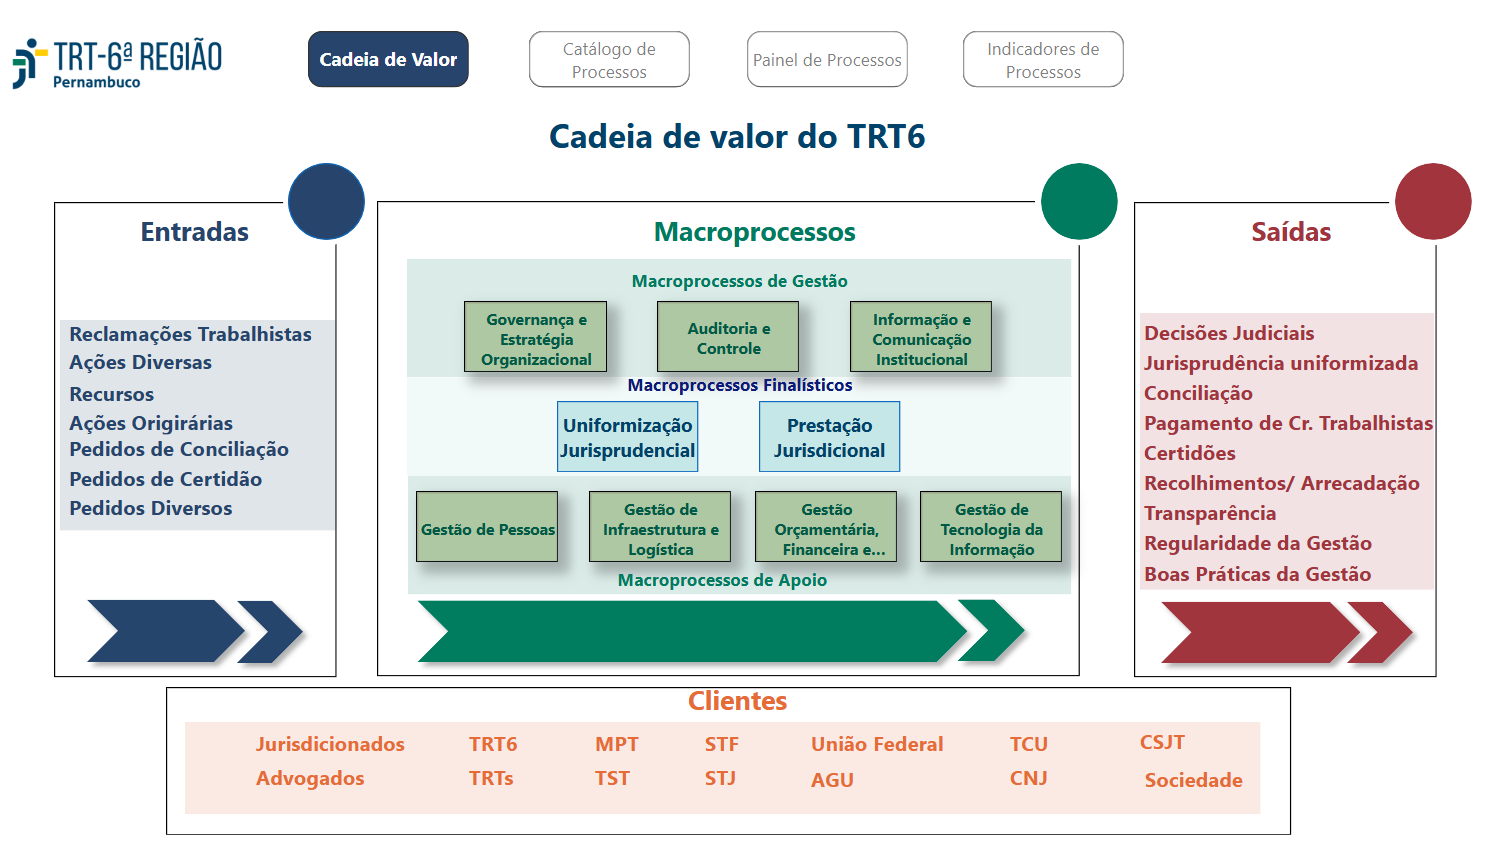 TRT-6ª REGIÃO
Pernambuco
Cadeia de Valor
Catálogo de
Processos
Painel de Processos
Indicadores de
Processos
Cadeia de valor do TRT6
Entradas
Reclamações Trabalhistas
Ações Diversas
Recursos
Ações Origirárias
Pedidos de Conciliação
Pedidos de Certidão
Pedidos Diversos
Macroprocessos
Macroprocessos de Gestão
Governança e
Estratégia
Organizacional
Auditoria e
Controle
Informação e
Comunicação
Institucional
Macroprocessos Finalísticos
Uniformização
Jurisprudencial
Prestação
Jurisdicional
Gestão de Pessoas
Gestão de
Infraestrutura e
Logística
Gestão
Orçamentária,
Financeira e...
Gestão de
Tecnologia da
Informação
Macroprocessos de Apoio
Saídas
Decisões Judiciais
Jurisprudência uniformizada
Conciliação
Pagamento de Cr. Trabalhistas
Certidões
Recolhimentos/ Arrecadação
Transparência
Regularidade da Gestão
Boas Práticas da Gestão
Clientes
Jurisdicionados TRT6 MPT STF União Federal TCU CSJT
Advogados TRTs TST STJ AGU CNJ Sociedade